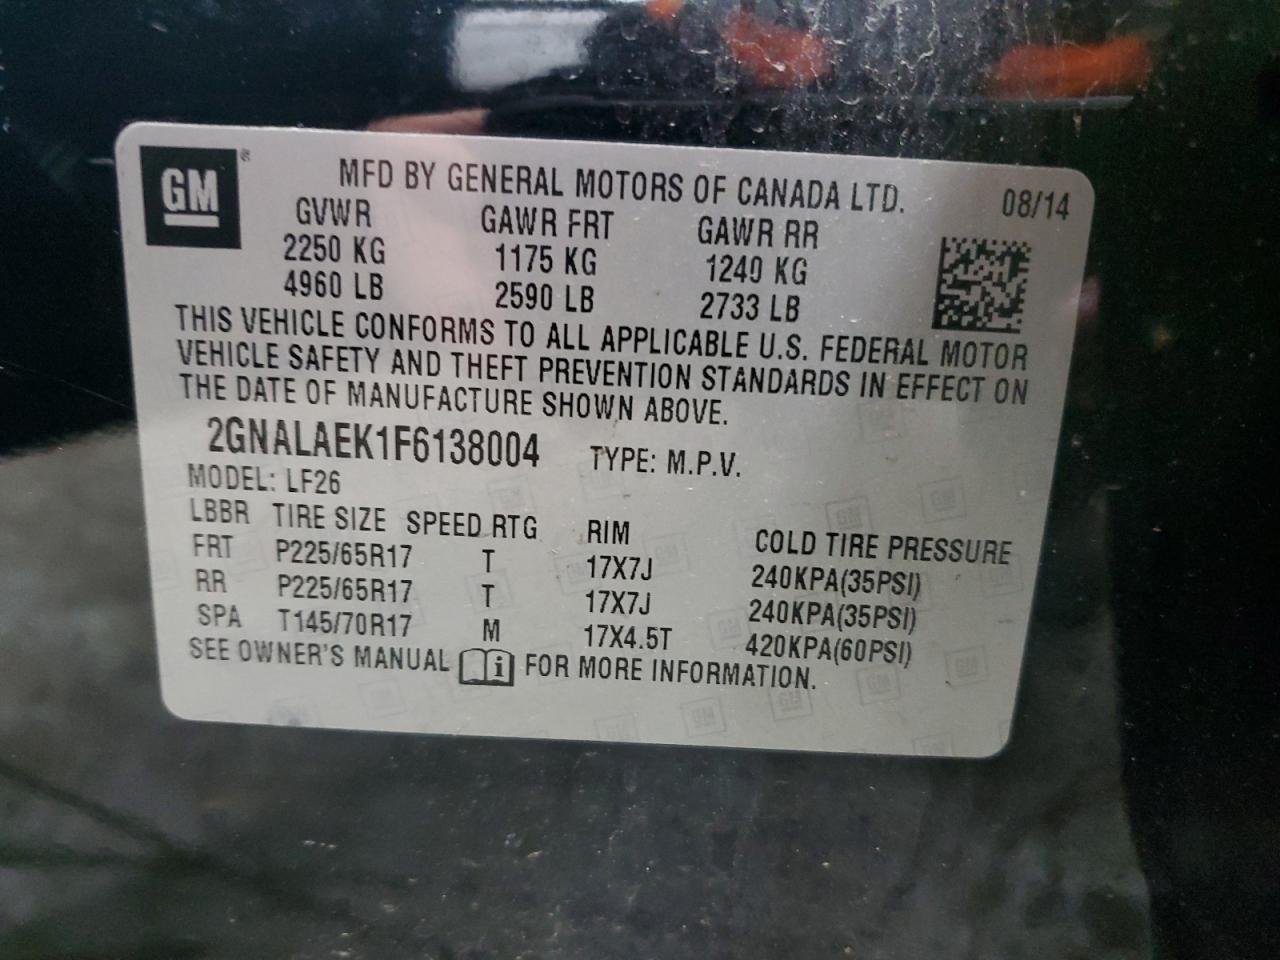 GM
MFD BY GENERAL MOTORS OF CANADA LTD. 08/14
GVWR GAWR FRT GAWR RR
2250 KG 1175 KG 1240 KG
4960 LB 2590 LB 2733 LB
THIS VEHICLE CONFORMS TO ALL APPLICABLE U.S. FEDERAL MOTOR
VEHICLE SAFETY AND THEFT PREVENTION STANDARDS IN EFFECT ON
THE DATE OF MANUFACTURE SHOWN ABOVE.
2GNALAEK1F6138004 TYPE: M.P.V.
MODEL: LF26
LBBR TIRE SIZE SPEED RTG RIM COLD TIRE PRESSURE
FRT P225/65R17 T 17X7J 240KPA(35PSI)
RR P225/65R17 T 17X7J 240KPA(35PSI)
SPA T145/70R17 M 17X4.5T 420KPA(60PSI)
SEE OWNER'S MANUAL i FOR MORE INFORMATION.